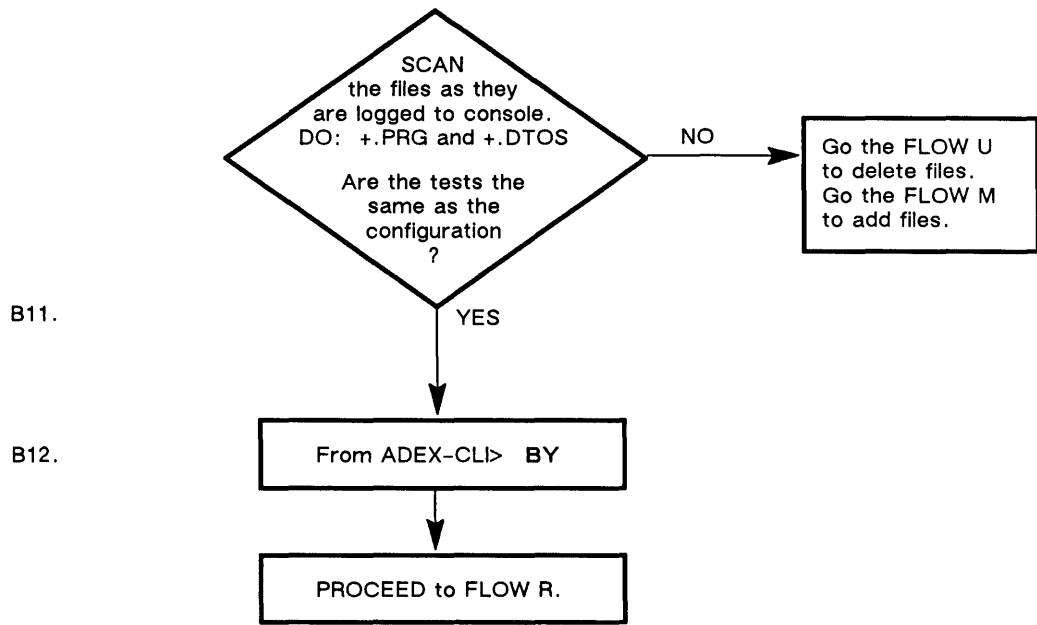 SCAN
the files as they
are logged to console.
DO: +.PRG and +.DTOS
Are the tests the
same as the
configuration
?
NO
Go the FLOW U
to delete files.
Go the FLOW M
to add files.
B11.
YES
B12.
From ADEX-CLI> BY
PROCEED to FLOW R.